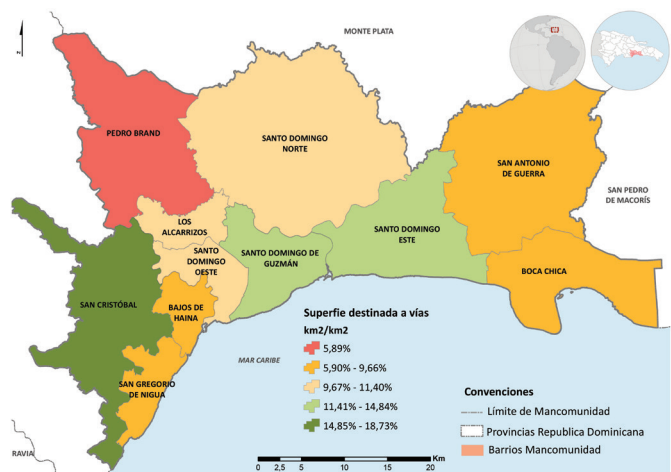 MONTE PLATA
PEDRO BRAND
SANTO DOMINGO
NORTE
SAN ANTONIO
DE GUERRA
SAN PEDRO
DE MACORÍS
LOS
ALCARRIZOS
SANTO DOMINGO
ESTE
SANTO DOMINGO DE
GUZMÁN
SANTO
DOMINGO
OESTE
BOCA CHICA
SAN CRISTÓBAL
BAJOS DE
HAINA
SAN GREGORIO
DE NIGUA
MAR CARIBE
RAVIA
Superfie destinada a vías
km2/km2
5,89%
5,90% - 9,66%
9,67% - 11,40%
11,41% - 14,84%
14,85% - 18,73%
Convenciones
Límite de Mancomunidad
Provincias Republica Dominicana
Barrios Mancomunidad
Km
0 5 10 15 20